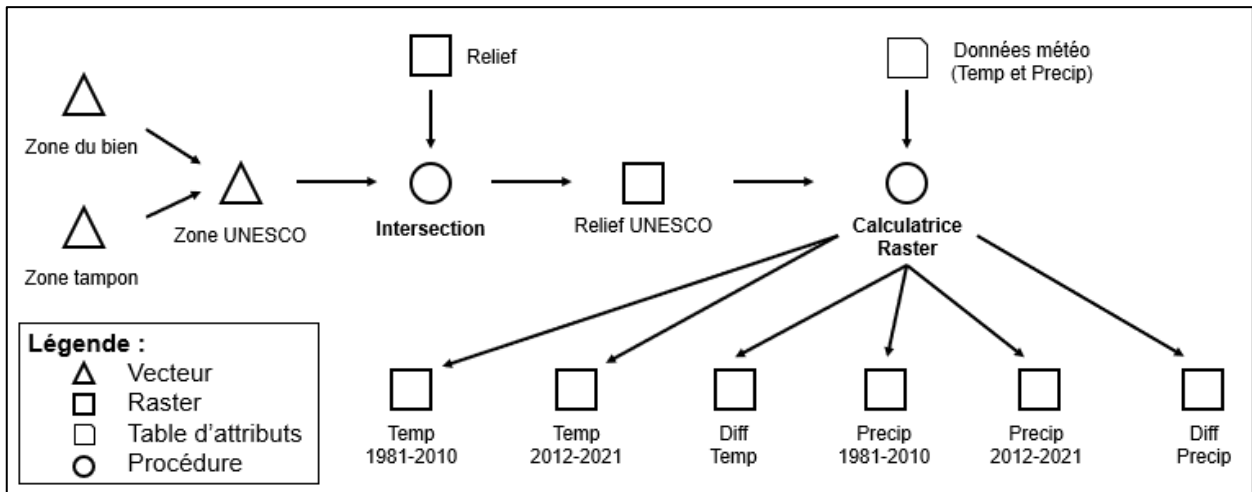 Relief
Données météo
(Temp et Precip)
Zone du bien
Zone UNESCO
Intersection
Relief UNESCO
Calculatrice
Raster
Zone tampon
Légende :
Vecteur
Raster
Table d'attributs
Procédure
Temp
1981-2010
Temp
2012-2021
Diff
Temp
Precip
1981-2010
Precip
2012-2021
Diff
Precip